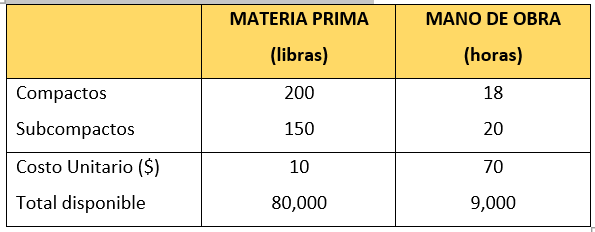 MATERIA PRIMA MANO DE OBRA
(libras) (horas)
Compactos 200 18
Subcompactos 150 20
Costo Unitario ($) 10 70
Total disponible 80,000 9,000